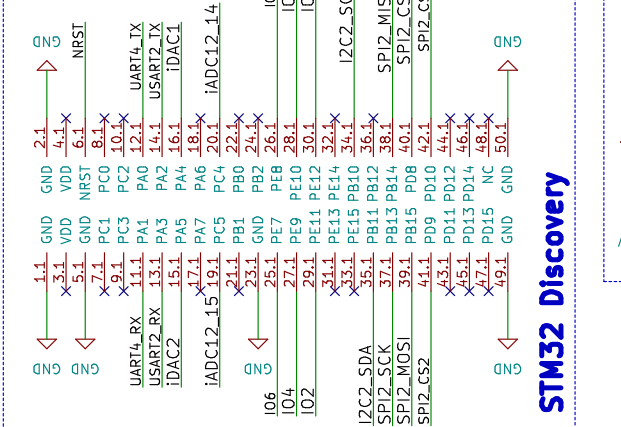 GND
NRST
UART4_TX
USART2_TX
iDAC1
iADC12_14
I2C2_SC
SPI2_MIS
SPI2_CS
SPI2_CS
GND
2.1
4.1
6.1
8.1
10.1
12.1
14.1
16.1
18.1
20.1
22.1
24.1
26.1
28.1
30.1
32.1
34.1
36.1
38.1
40.1
42.1
44.1
46.1
48.1
50.1
GND
VDD
NRST
PC0
PC2
PA0
PA2
PA4
PA6
PC4
PB0
PB2
PE8
PE10
PE12
PE14
PB10
PB12
PB14
PD8
PD10
PD12
PD14
NC
GND
GND
VDD
GND
PC1
PC3
PA1
PA3
PA5
PA7
PC5
PB1
GND
PE7
PE9
PE11
PE13
PE15
PB11
PB13
PB15
PD9
PD11
PD13
PD15
GND
1.1
3.1
5.1
7.1
9.1
11.1
13.1
15.1
17.1
19.1
21.1
23.1
25.1
27.1
29.1
31.1
33.1
35.1
37.1
39.1
41.1
43.1
45.1
47.1
49.1
GND
GND
UART4_RX
USART2_RX
iDAC2
iADC12_15
GND
IO6
IO4
IO2
I2C2_SDA
SPI2_SCK
SPI2_MOSI
SPI2_CS2
GND
STM32 Discovery